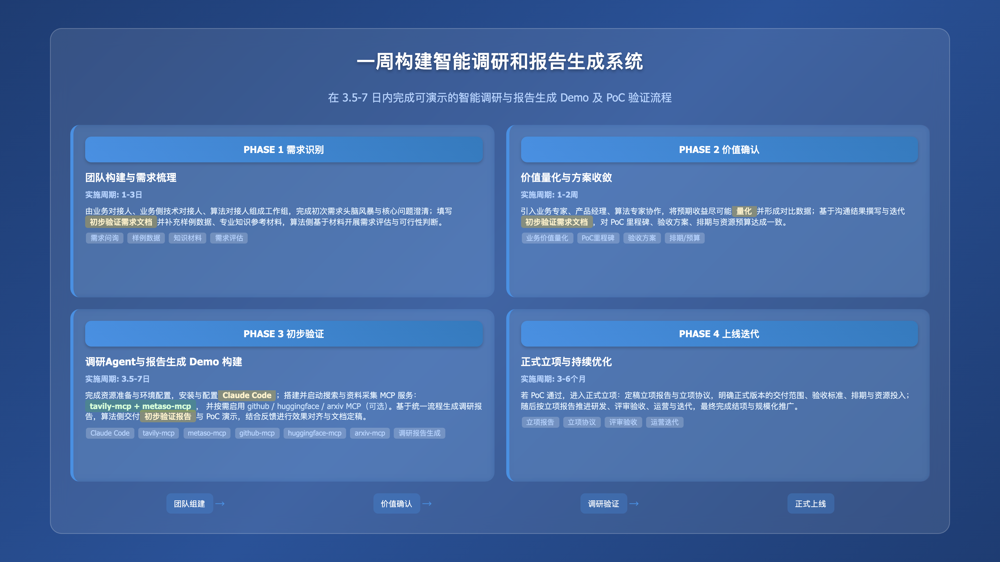 一周构建智能调研和报告生成系统
在 3.5-7 日内完成可演示的智能调研与报告生成 Demo 及 PoC 验证流程
PHASE 1 需求识别
团队构建与需求梳理
实施周期: 1-3日
由业务对接人、业务侧技术对接人、算法对接人组成工作组，完成初次需求头脑风暴与核心问题澄清；填写
初步验证需求文档 并补充样例数据、专业知识参考材料，算法侧基于材料开展需求评估与可行性判断。
需求问询 样例数据 知识材料 需求评估
PHASE 2 价值确认
价值量化与方案收敛
实施周期: 1-2周
引入业务专家、产品经理、算法专家协作，将预期收益尽可能 量化 并形成对比数据；基于沟通结果撰写与迭代
初步验证需求文档 ，对 PoC 里程碑、验收方案、排期与资源预算达成一致。
业务价值量化 PoC里程碑 验收方案 排期/预算
PHASE 3 初步验证
调研Agent与报告生成 Demo 构建
实施周期: 3.5-7日
完成资源准备与环境配置，安装与配置 Claude Code ；搭建并启动搜索与资料采集 MCP 服务：
tavily-mcp + metaso-mcp ， 并按需启用 github / huggingface / arxiv MCP（可选）。基于统一流程生成调研报
告，算法侧交付 初步验证报告 与 PoC 演示，结合反馈进行效果对齐与文档定稿。
Claude Code tavily-mcp metaso-mcp github-mcp huggingface-mcp arxiv-mcp 调研报告生成
PHASE 4 上线迭代
正式立项与持续优化
实施周期: 3-6个月
若 PoC 通过，进入正式立项：定稿立项报告与立项协议，明确正式版本的交付范围、验收标准、排期与资源投入；
随后按立项报告推进研发、评审验收、运营与迭代，最终完成结项与规模化推广。
立项报告 立项协议 评审验收 运营迭代
团队组建 → 价值确认 → 调研验证 → 正式上线